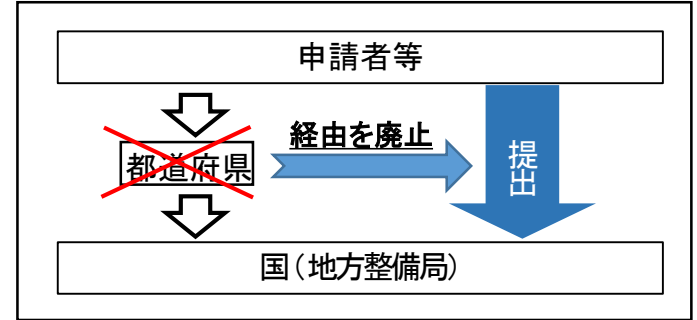 申請者等
経由を廃止
都道府県
提出
国（地方整備局）